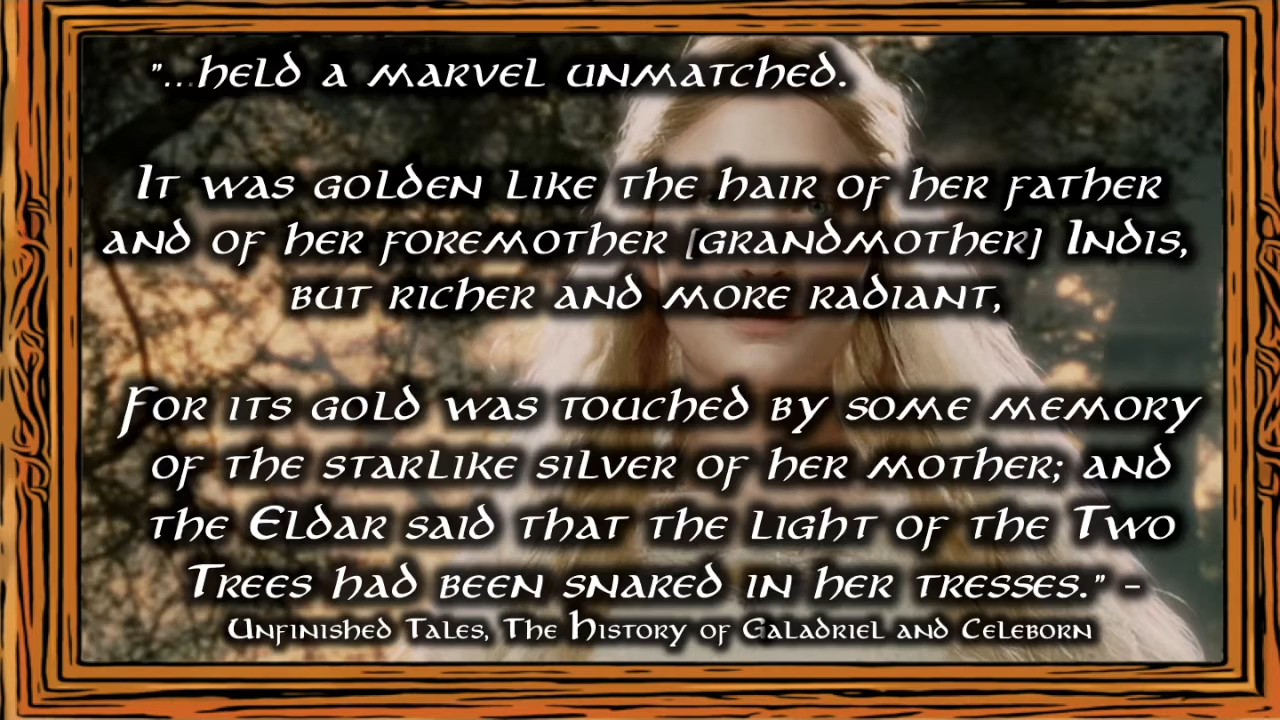 "...held a marvel unmatched.
It was golden like the hair of her father
and of her foremother [grandmother] Indis,
but richer and more radiant,
For its gold was touched by some memory
of the starlike silver of her mother; and
the Eldar said that the light of the Two
Trees had been snared in her tresses." -
Unfinished Tales, The History of Galadriel and Celeborn